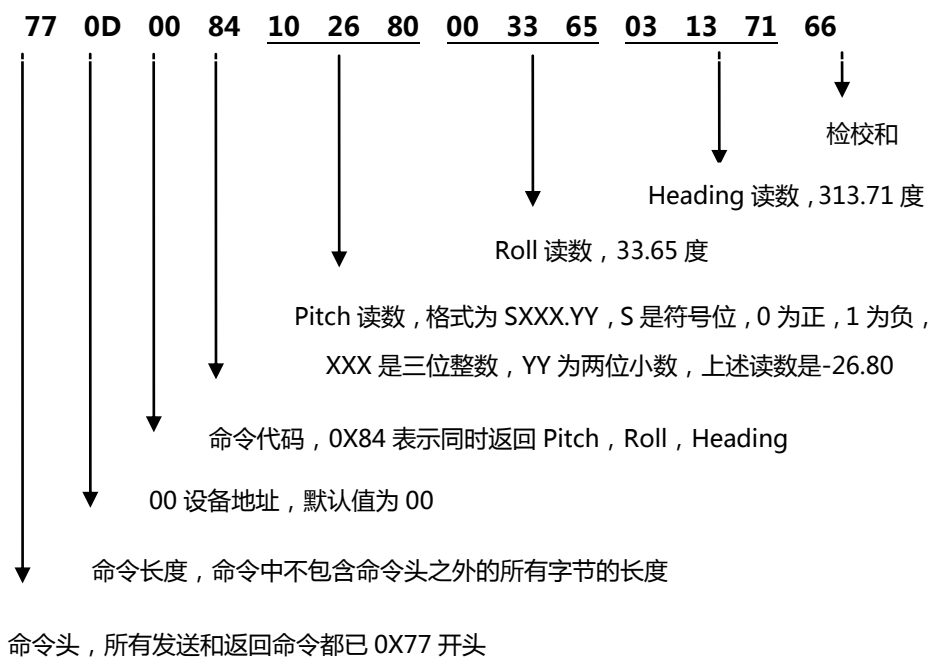 77 0D 00 84 10 26 80 00 33 65 03 13 71 66
检校和
Heading 读数，313.71 度
Roll 读数，33.65 度
Pitch 读数，格式为 SXXX.YY，S 是符号位，0 为正，1 为负，
XXX 是三位整数，YY 为两位小数，上述读数是-26.80
命令代码，0X84 表示同时返回 Pitch，Roll，Heading
00 设备地址，默认值为 00
命令长度，命令中不包含命令头之外的所有字节的长度
命令头，所有发送和返回命令都已 0X77 开头